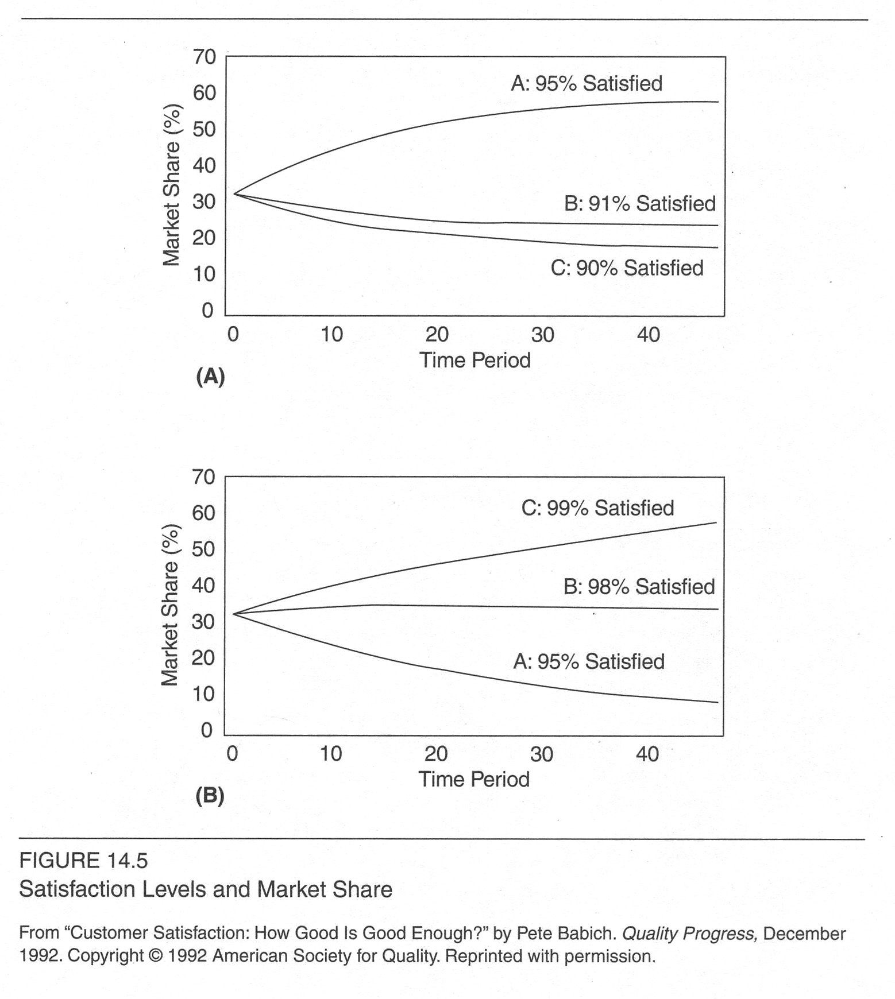 70
60
50
40
30
20
10
0
Market Share (%)
A: 95% Satisfied
B: 91% Satisfied
C: 90% Satisfied
0 10 20 30 40
Time Period
(A)
70
60
50
40
30
20
10
0
Market Share (%)
C: 99% Satisfied
B: 98% Satisfied
A: 95% Satisfied
0 10 20 30 40
Time Period
(B)
FIGURE 14.5
Satisfaction Levels and Market Share
From “Customer Satisfaction: How Good Is Good Enough?” by Pete Babich. Quality Progress, December
1992. Copyright © 1992 American Society for Quality. Reprinted with permission.